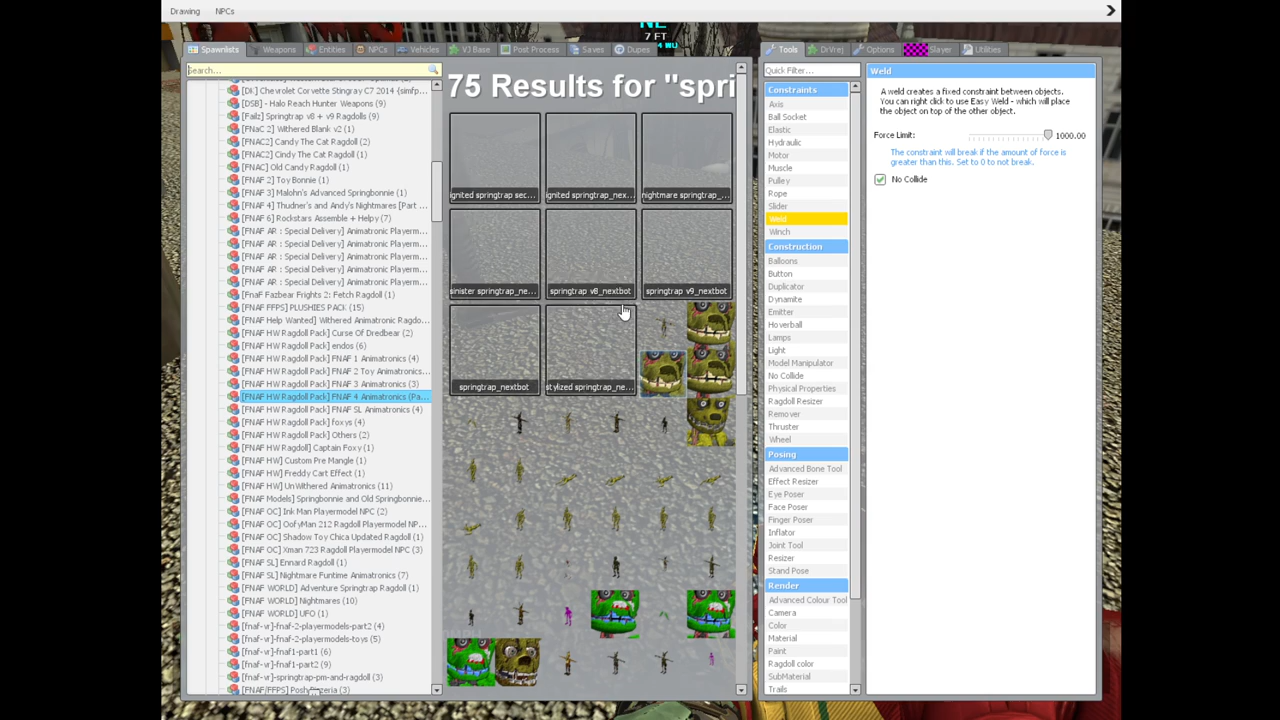 Drawing NPCs
NE
7 FT
Spawnlists Weapons Entities NPCs Vehicles VJ Base Post Process Saves Dupes
Search...
[DK] Chevrolet Corvette Stingray C7 2014 {simfp...
[DSB] - Halo Reach Hunter Weapons (9)
[Failz] Springtrap v8 + v9 Ragdolls (9)
[FNaC 2] Withered Blank v2 (1)
[FNAC2] Candy The Cat Ragdoll (2)
[FNAC2] Cindy The Cat Ragdoll (1)
[FNAC] Old Candy Ragdoll (1)
[FNAF 2] Toy Bonnie (1)
[FNAF 3] Malohn's Advanced Springbonnie (1)
[FNAF 4] Thudner's and Andy's Nightmares [Part ...
[FNAF 6] Rockstars Assemble + Helpy (7)
[FNAF AR : Special Delivery] Animatronic Playerm...
[FNAF AR : Special Delivery] Animatronic Playerm...
[FNAF AR : Special Delivery] Animatronic Playerm...
[FNAF AR : Special Delivery] Animatronic Playerm...
[FNAF AR : Special Delivery] Animatronic Playerm...
[FnaF Fazbear Frights 2: Fetch Ragdoll (1)
[FNAF FFPS] PLUSHIES PACK (15)
[FNAF Help Wanted] Withered Animatronic Ragdo...
[FNAF HW Ragdoll Pack] Curse Of Dredbear (2)
[FNAF HW Ragdoll Pack] endos (6)
[FNAF HW Ragdoll Pack] FNAF 1 Animatronics (4)
[FNAF HW Ragdoll Pack] FNAF 2 Toy Animatronics...
[FNAF HW Ragdoll Pack] FNAF 3 Animatronics (3)
[FNAF HW Ragdoll Pack] FNAF 4 Animatronics (Pa...
[FNAF HW Ragdoll Pack] FNAF SL Animatronics (4)
[FNAF HW Ragdoll Pack] foxys (4)
[FNAF HW Ragdoll Pack] Others (2)
[FNAF HW Ragdoll] Captain Foxy (1)
[FNAF HW] Custom Pre Mangle (1)
[FNAF HW] Freddy Cart Effect (1)
[FNAF HW] UnWithered Animatronics (11)
[FNAF Models] Springbonnie and Old Springbonnie...
[FNAF OC] Ink Man Playermodel NPC (2)
[FNAF OC] OofyMan 212 Ragdoll Playermodel NP...
[FNAF OC] Shadow Toy Chica Updated Ragdoll (1)
[FNAF OC] Xman 723 Ragdoll Playermodel NPC (3)
[FNAF SL] Ennard Ragdoll (1)
[FNAF SL] Nightmare Funtime Animatronics (7)
[FNAF WORLD] Adventure Springtrap Ragdoll (1)
[FNAF WORLD] Nightmares (10)
[FNAF WORLD] UFO (1)
[fnaf-vr]-fnaf-2-playermodels-part2 (4)
[fnaf-vr]-fnaf-2-playermodels-toys (5)
[fnaf-vr]-fnaf1-part1 (6)
[fnaf-vr]-fnaf1-part2 (9)
[fnaf-vr]-springtrap-pm-and-ragdoll (3)
[FNAF/FFPS] Posh Pizzeria (3)
75 Results for "spri
ignited springtrap sec... ignited springtrap_nex... nightmare springtrap_...
sinister springtrap_ne... springtrap v8_nextbot springtrap v9_nextbot
springtrap_nextbot stylized springtrap_ne...
Tools DrVrej Options Slayer Utilities
Quick Filter...
Constraints
Axis
Ball Socket
Elastic
Hydraulic
Motor
Muscle
Pulley
Rope
Slider
Weld
Winch
Construction
Balloons
Button
Duplicator
Dynamite
Emitter
Hoverball
Lamps
Light
Model Manipulator
No Collide
Physical Properties
Ragdoll Resizer
Remover
Thruster
Wheel
Posing
Advanced Bone Tool
Effect Resizer
Eye Poser
Face Poser
Finger Poser
Inflator
Joint Tool
Resizer
Stand Pose
Render
Advanced Colour Tool
Camera
Color
Material
Paint
Ragdoll color
SubMaterial
Trails
Weld
A weld creates a fixed constraint between objects.
You can right click to use Easy Weld - which will place
the object on top of the other object.
Force Limit: 1000.00
The constraint will break if the amount of force is
greater than this. Set to 0 to not break.
No Collide